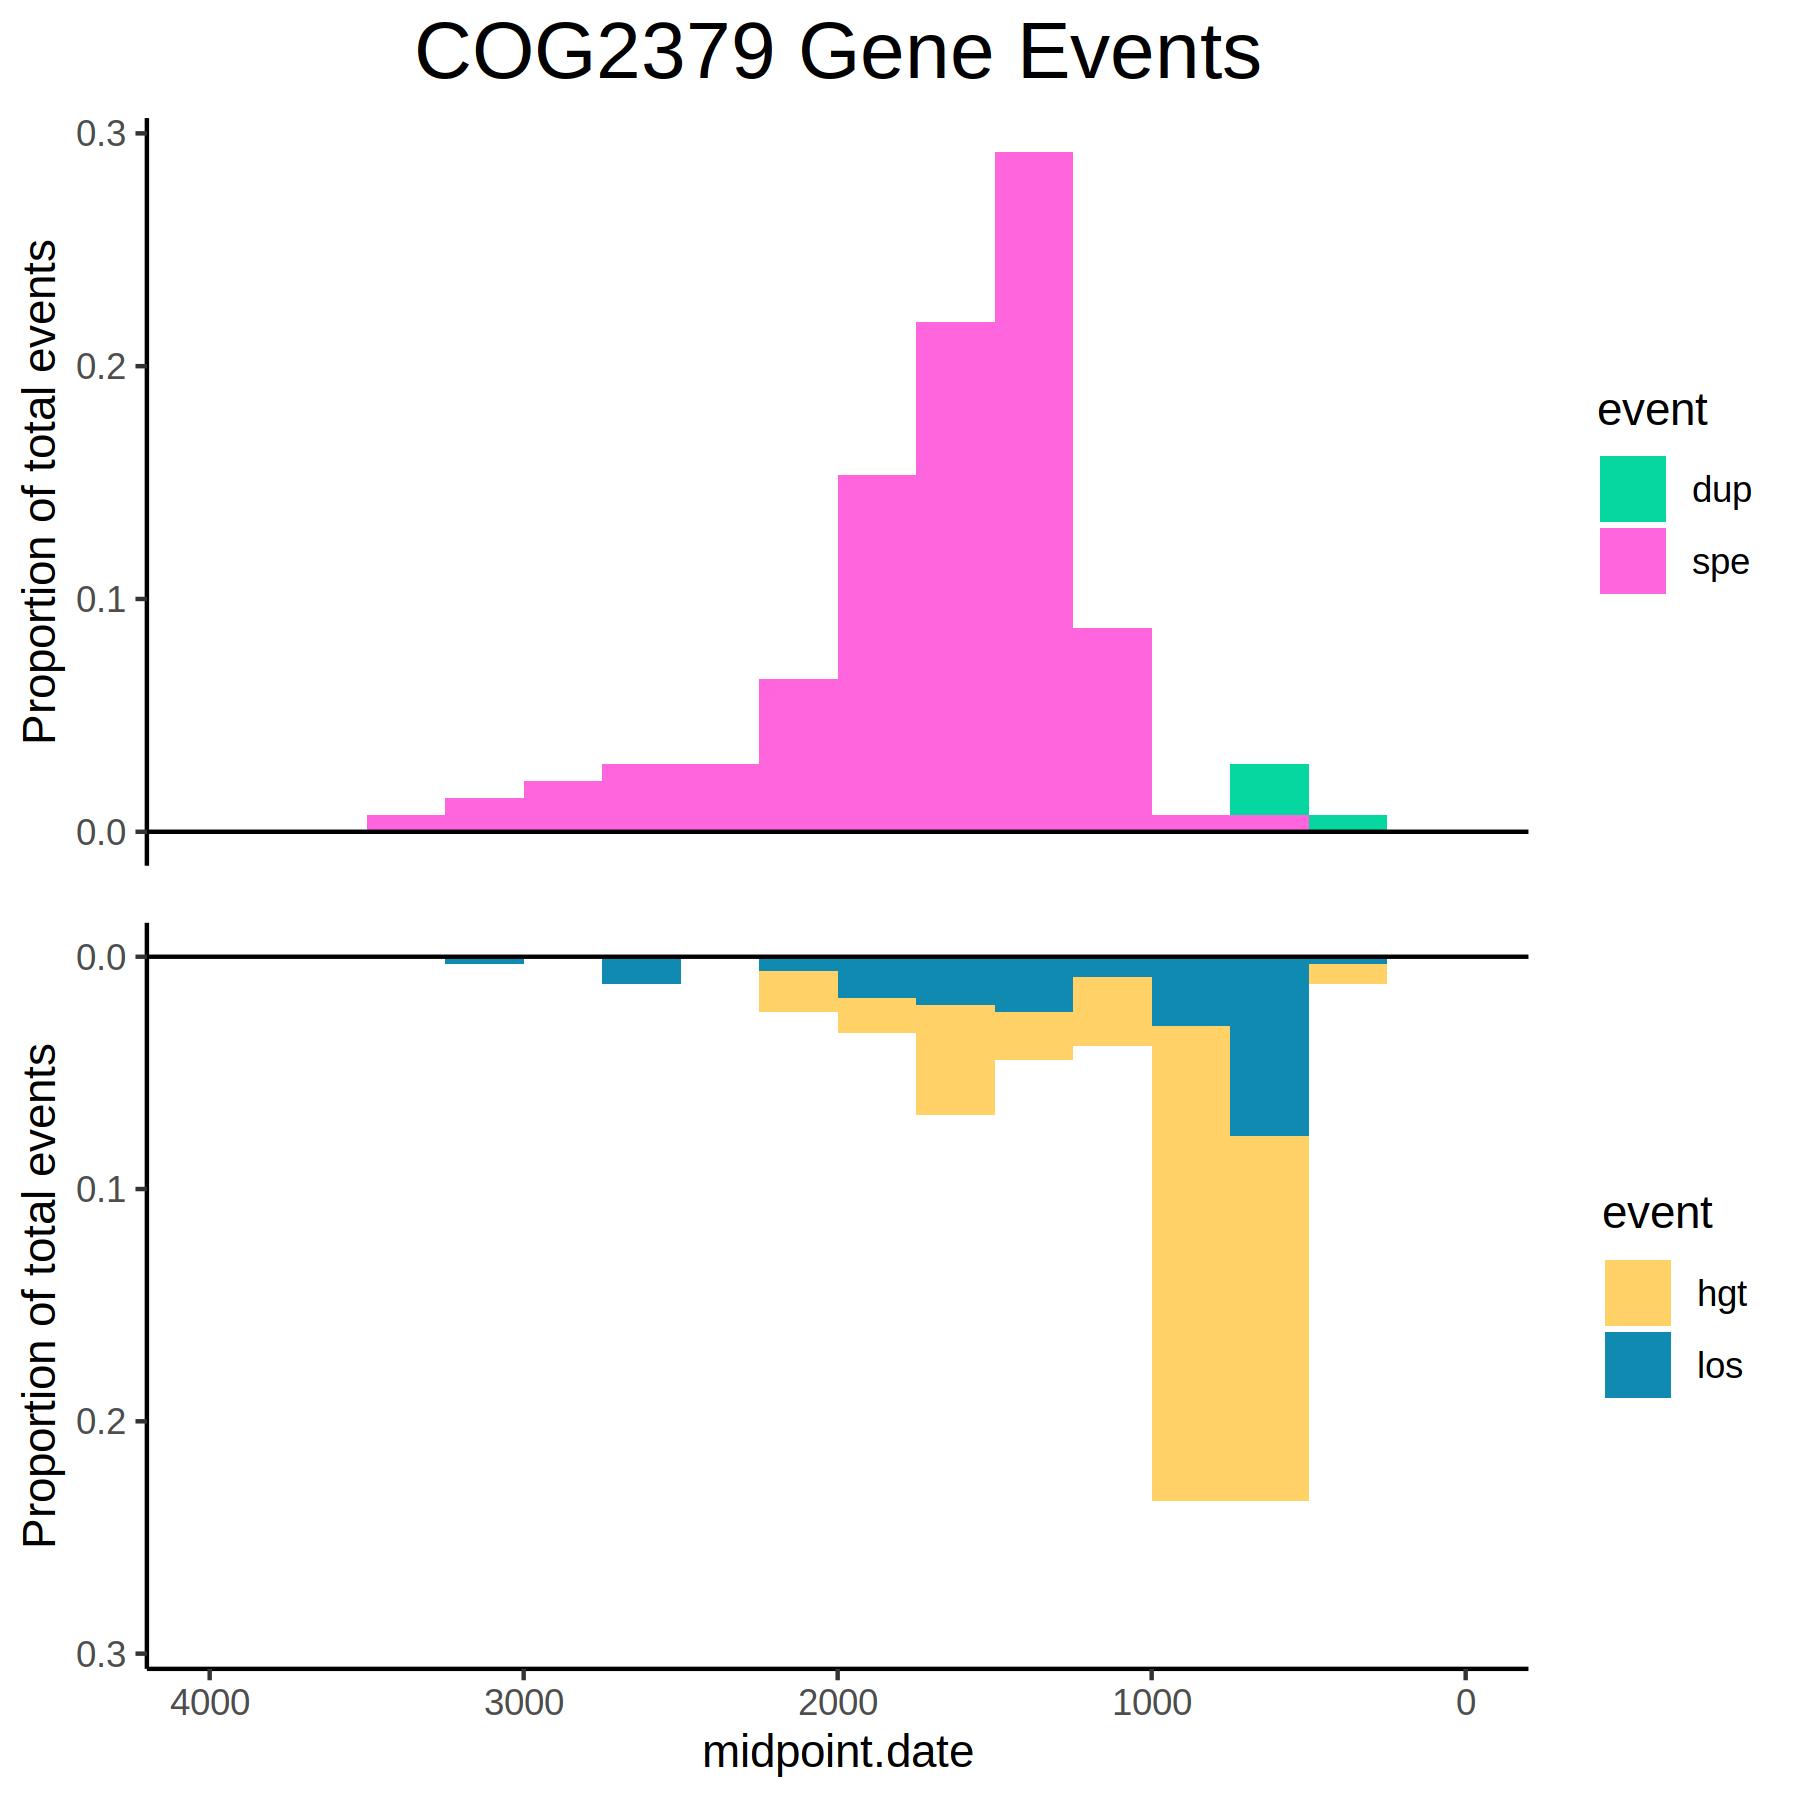 COG2379 Gene Events
0.3
0.2
0.1
0.0
Proportion of total events
event
dup
spe
0.0
0.1
0.2
0.3
Proportion of total events
event
hgt
los
4000 3000 2000 1000 0
midpoint.date